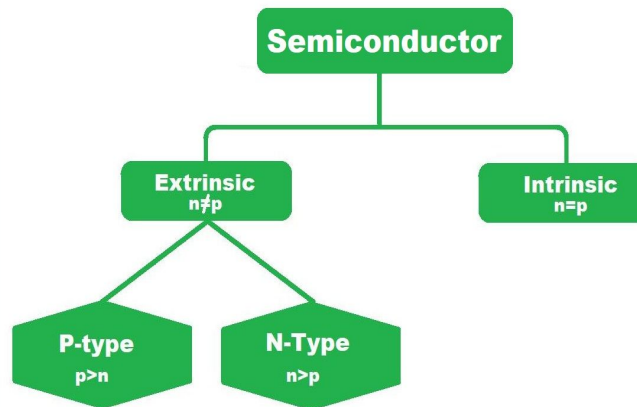 Semiconductor
Extrinsic
n≠p
Intrinsic
n=p
P-type
p>n
N-Type
n>p